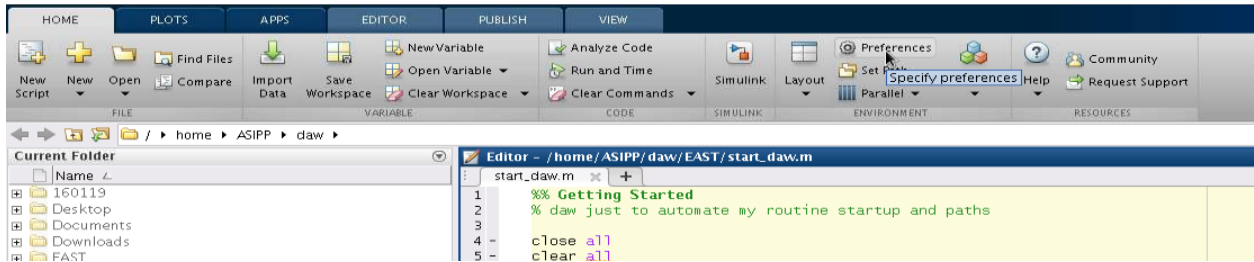 HOME PLOTS APPS EDITOR PUBLISH VIEW
New Script
New
Open
Find Files
Compare
FILE
Import Data
Save Workspace
New Variable
Open Variable
Clear Workspace
VARIABLE
Analyze Code
Run and Time
Clear Commands
CODE
Simulink
SIMULINK
Layout
Preferences
Set
Specify preferences
Parallel
ENVIRONMENT
Help
Community
Request Support
RESOURCES
/ home ASIPP daw
Current Folder
Name
160119
Desktop
Documents
Downloads
EAST
Editor - /home/ASIPP/daw/EAST/start_daw.m
start_daw.m × +
1 %% Getting Started
2 % daw just to automate my routine startup and paths
3
4 - close all
5 - clear all